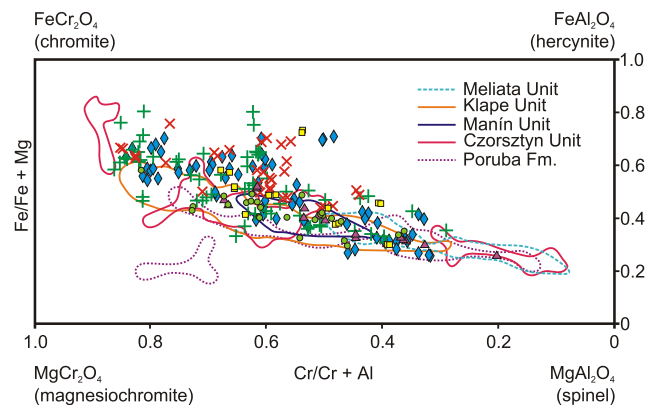 FeCr₂O₄
(chromite)
FeAl₂O₄
(hercynite)
1.0
0.8
0.6
0.4
0.2
0
Fe/Fe + Mg
Meliata Unit
Klape Unit
Manín Unit
Czorsztyn Unit
Poruba Fm.
1.0
0.8
0.6
0.4
0.2
0
MgCr₂O₄
(magnesiochromite)
Cr/Cr + Al
MgAl₂O₄
(spinel)